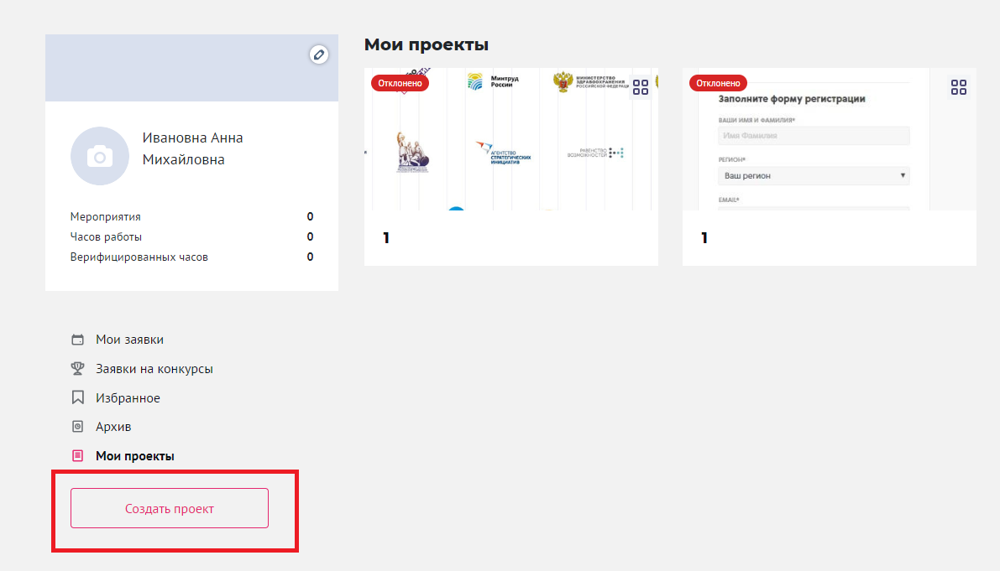 Ивановна Анна
Михайловна
Мероприятия 0
Часов работы 0
Верифицированных часов 0
Мои заявки
Заявки на конкурсы
Избранное
Архив
Мои проекты
Создать проект
Мои проекты
Отклонено
Минтруд
России
МИНИСТЕРСТВО
ЗДРАВООХРАНЕНИЯ
РОССИЙСКОЙ ФЕДЕРАЦИ
АГЕНТСТВО
СТРАТЕГИЧЕСКИХ
ИНИЦИАТИВ
РАВЕНСТВО
ВОЗМОЖНОСТЕЙ
1
Отклонено
Заполните форму регистрации
ВАШИ ИМЯ И ФАМИЛИЯ*
Имя Фамилия
РЕГИОН*
Ваш регион
EMAIL*
1